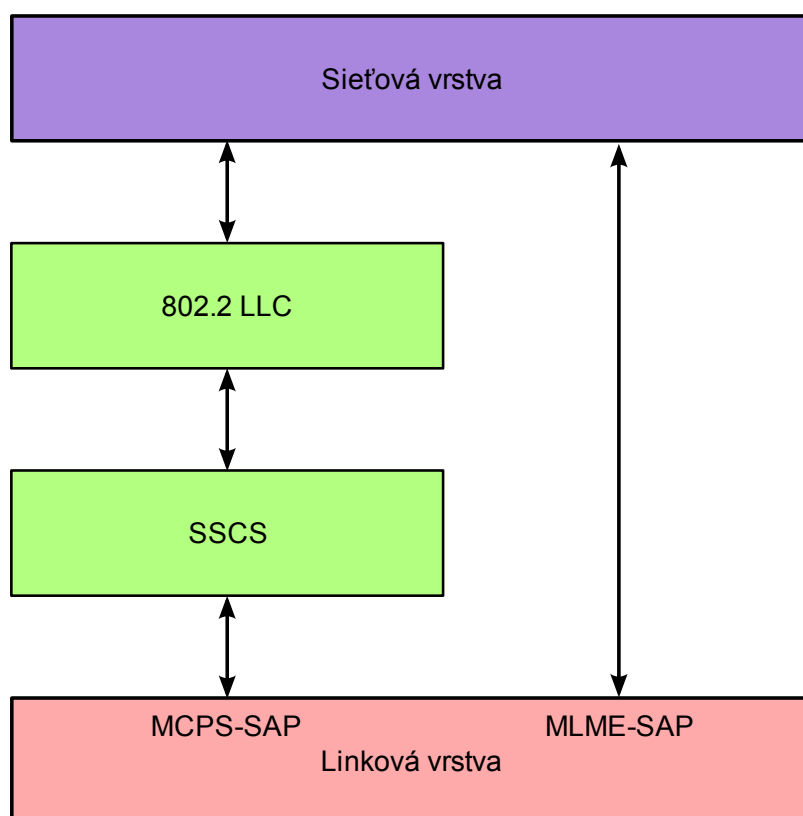 Sieťová vrstva
802.2 LLC
SSCS
MCPS-SAP MLME-SAP
Linková vrstva